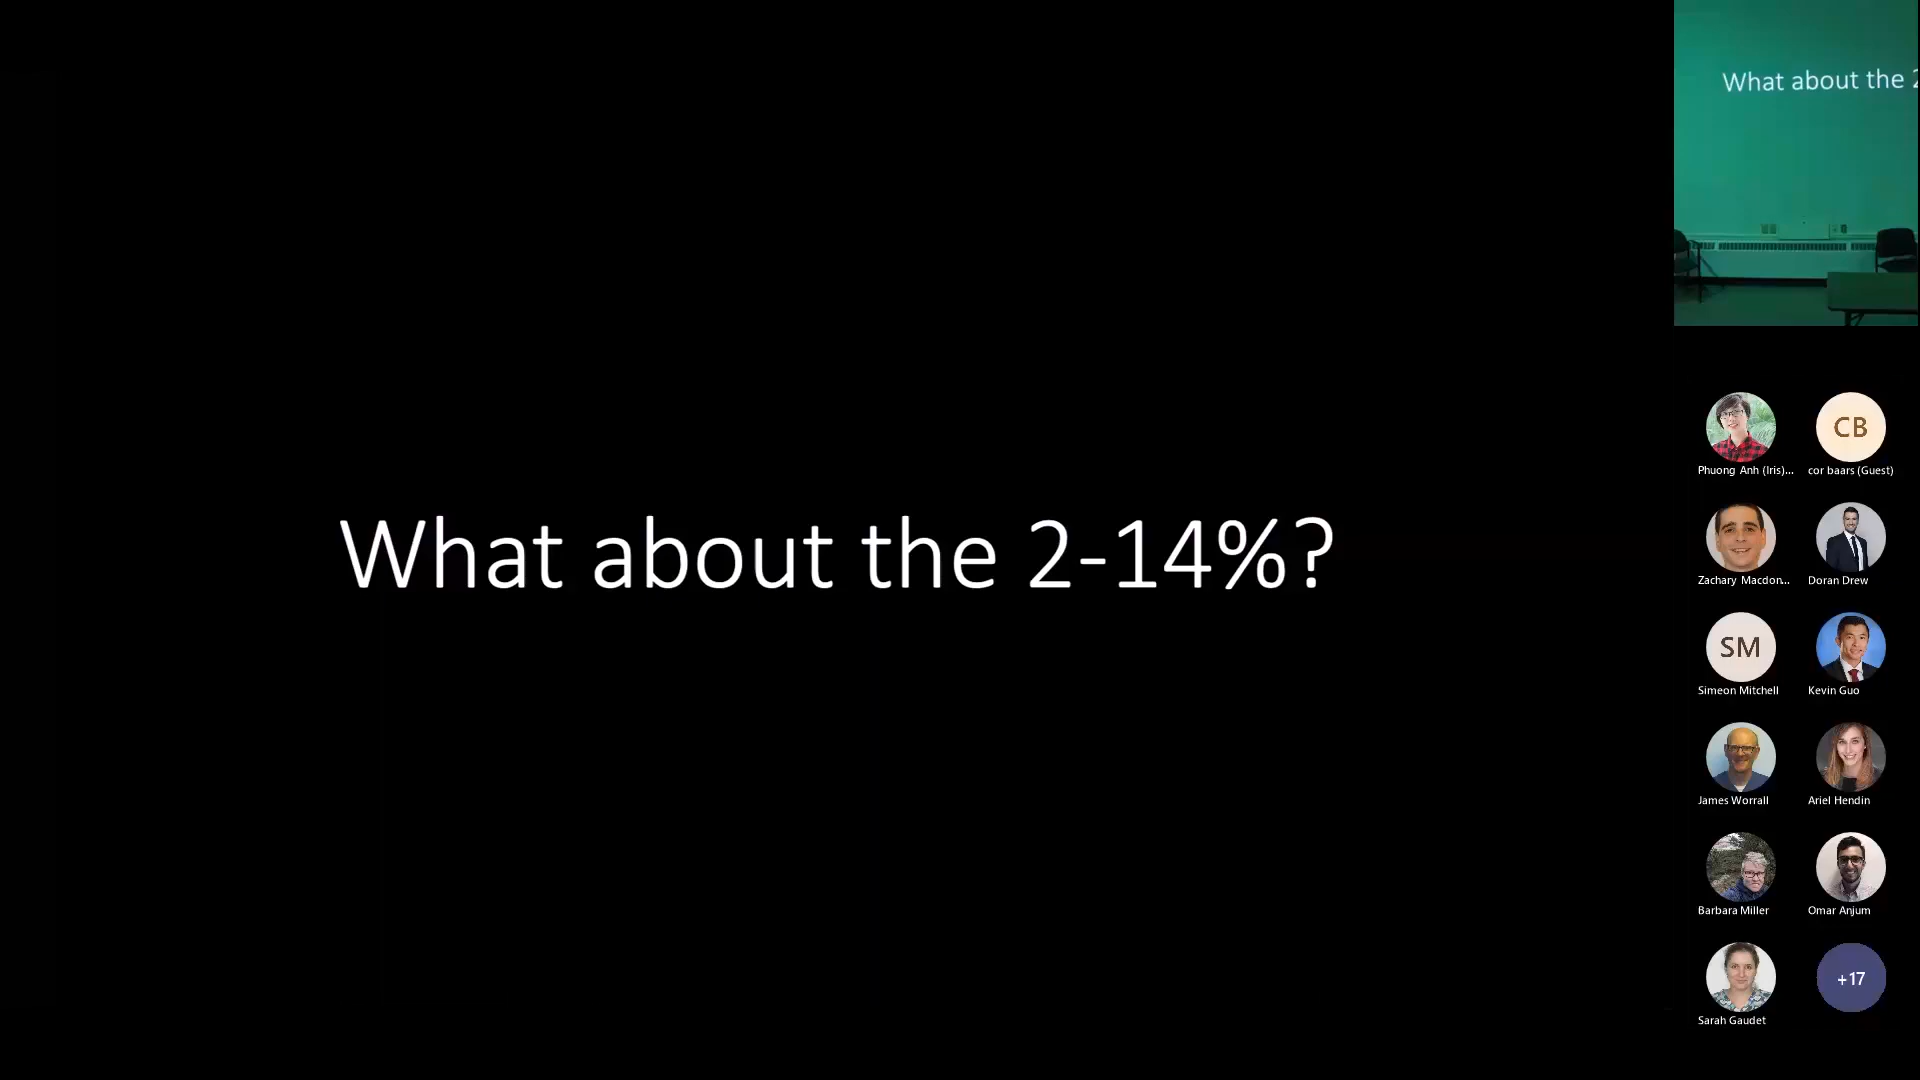 What about the 2-14%?
What about the 2
Phuong Anh (Iris)...
CB
cor baars (Guest)
Zachary Macdon...
Doran Drew
SM
Simeon Mitchell
Kevin Guo
James Worrall
Ariel Hendin
Barbara Miller
Omar Anjum
Sarah Gaudet
+17